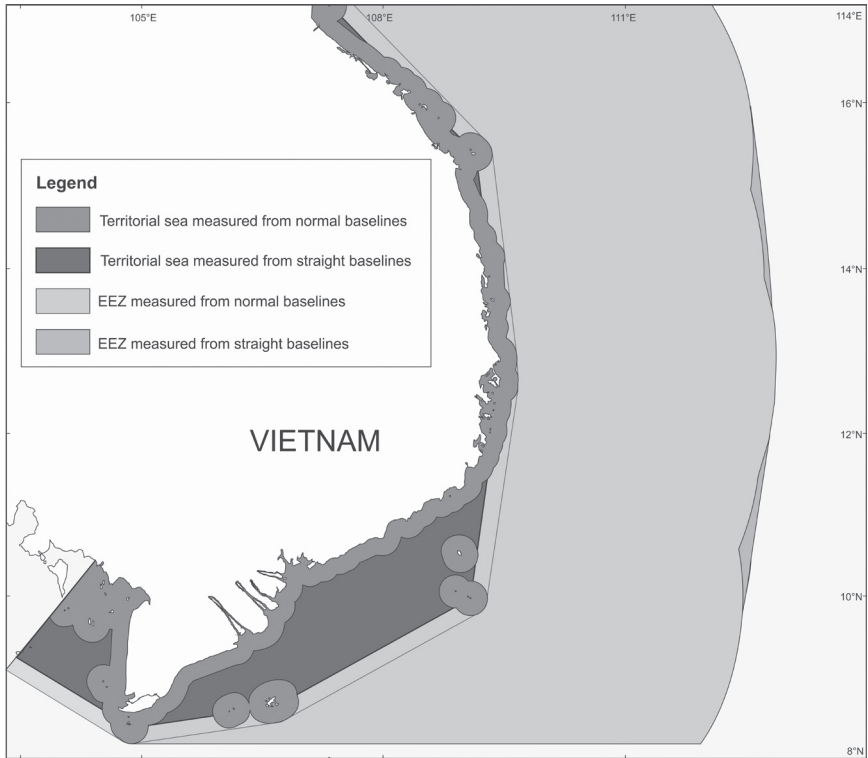 105°E 108°E 111°E 114°E
16°N
Legend
Territorial sea measured from normal baselines
Territorial sea measured from straight baselines
EEZ measured from normal baselines
EEZ measured from straight baselines
14°N
VIETNAM
12°N
10°N
8°N